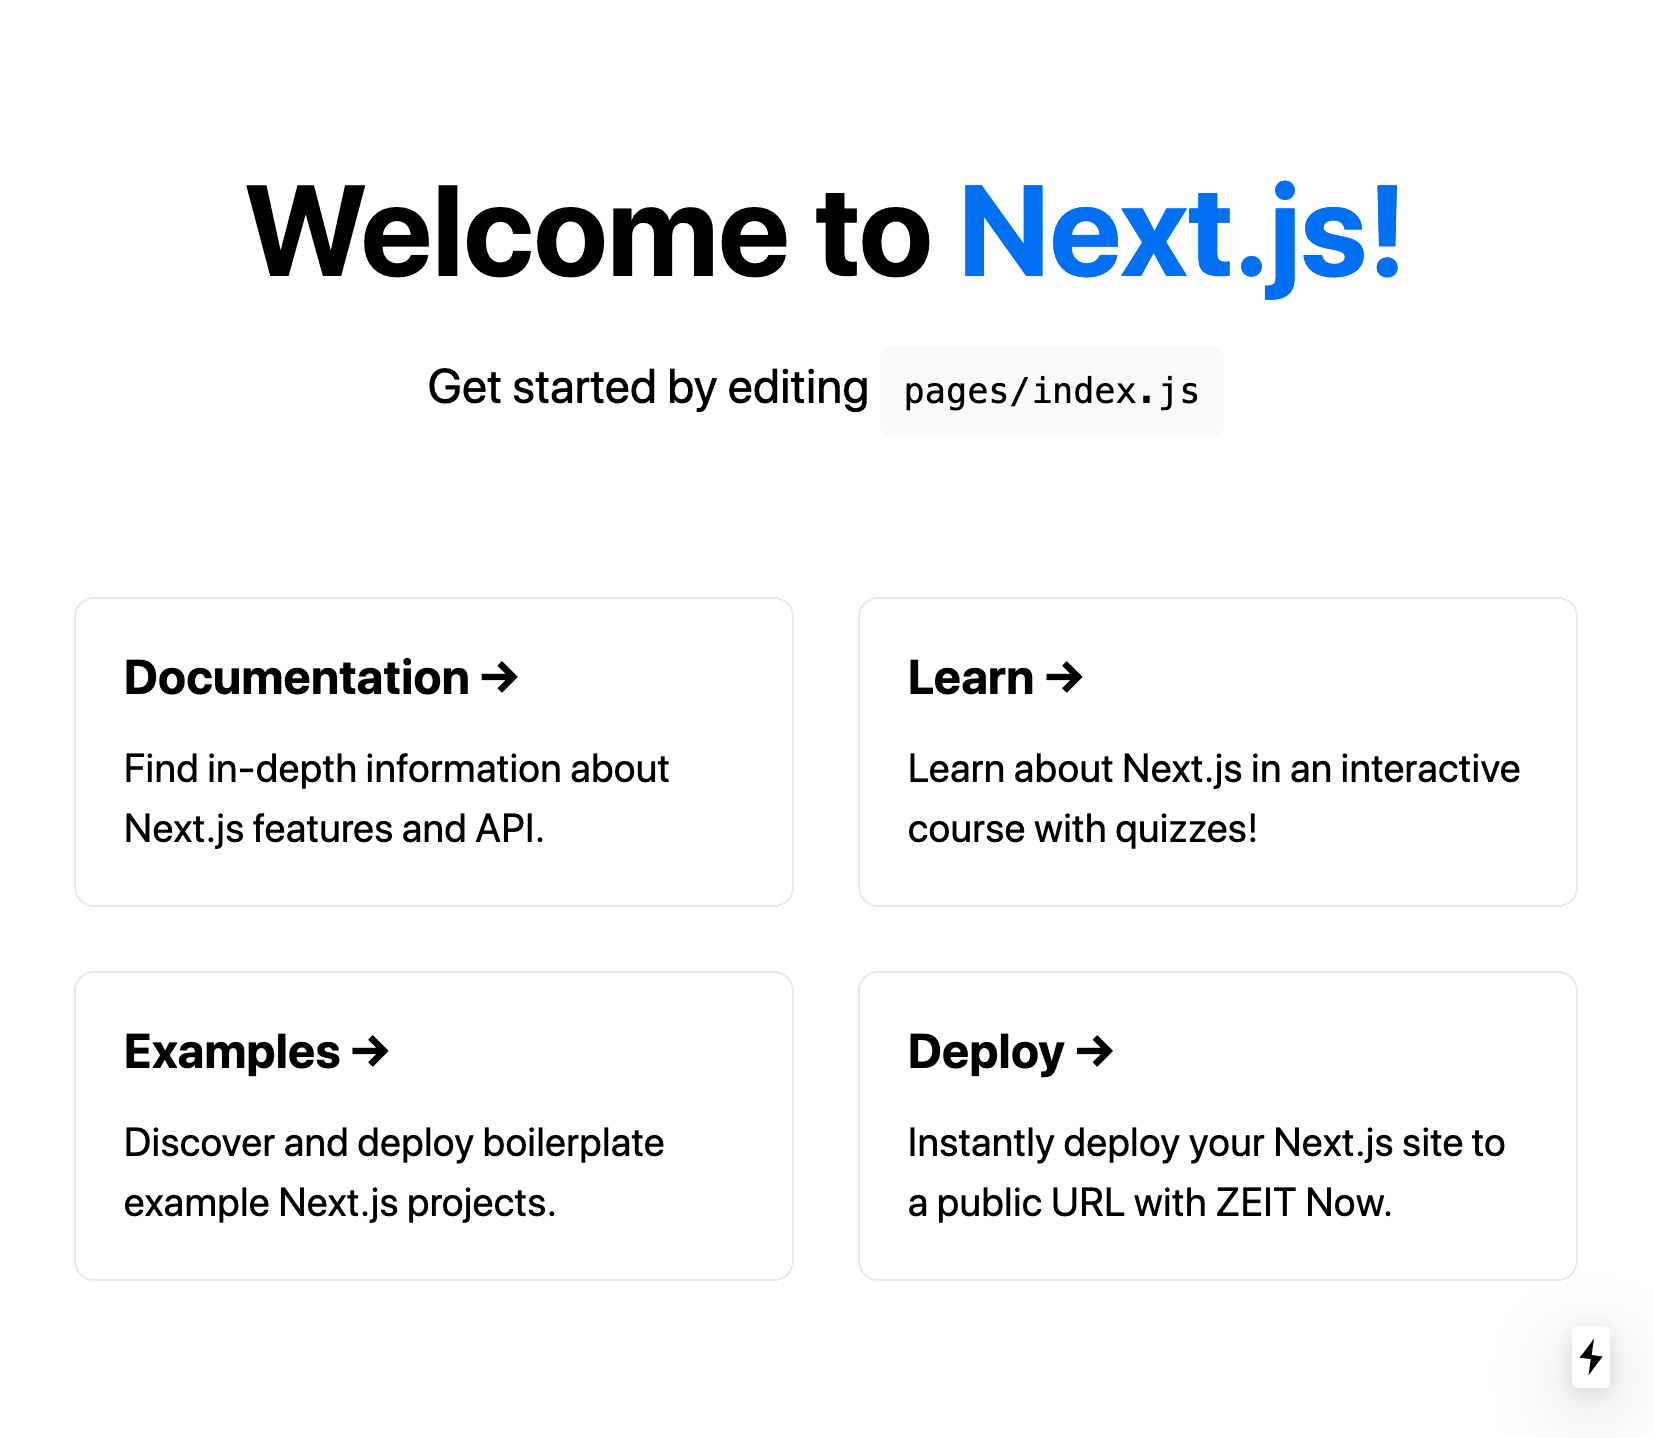 Welcome to Next.js!
Get started by editing pages/index.js
Documentation →
Find in-depth information about
Next.js features and API.
Learn →
Learn about Next.js in an interactive
course with quizzes!
Examples →
Discover and deploy boilerplate
example Next.js projects.
Deploy →
Instantly deploy your Next.js site to
a public URL with ZEIT Now.